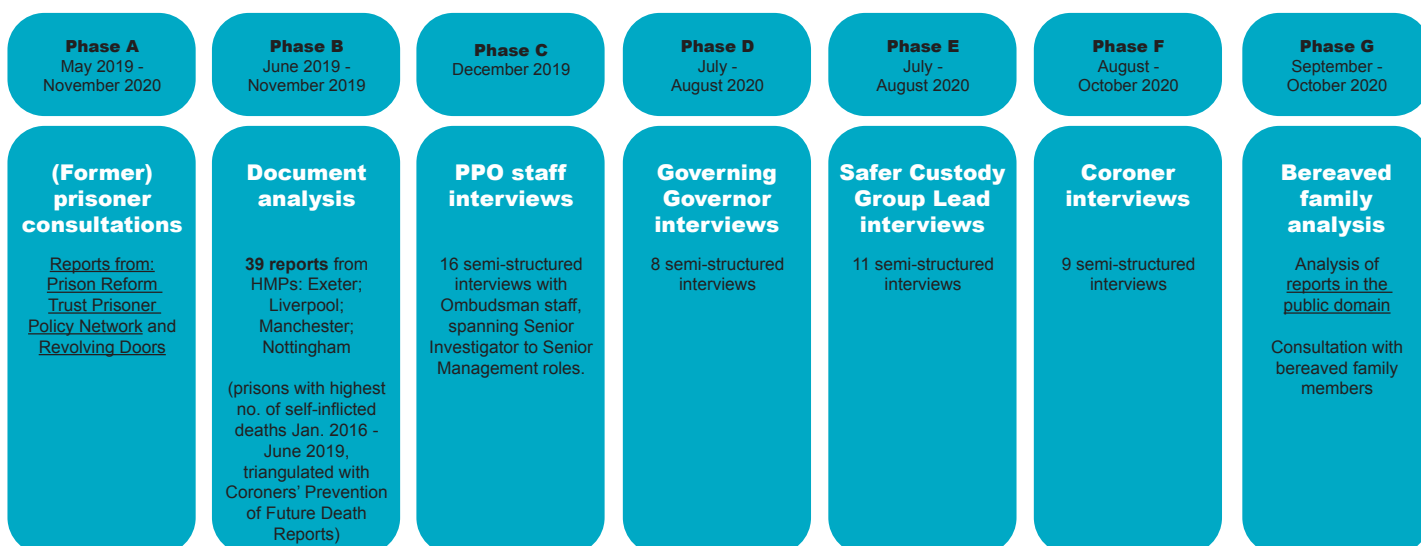 Phase A
May 2019 -
November 2020
Phase B
June 2019 -
November 2019
Phase C
December 2019
Phase D
July -
August 2020
Phase E
July -
August 2020
Phase F
August -
October 2020
Phase G
September -
October 2020
(Former)
prisoner
consultations
Reports from:
Prison Reform
Trust Prisoner
Policy Network and
Revolving Doors
Document
analysis
39 reports from
HMPs: Exeter;
Liverpool;
Manchester;
Nottingham
(prisons with highest
no. of self-inflicted
deaths Jan. 2016 -
June 2019,
triangulated with
Coroners' Prevention
of Future Death
Reports)
PPO staff
interviews
16 semi-structured
interviews with
Ombudsman staff,
spanning Senior
Investigator to Senior
Management roles.
Governing
Governor
interviews
8 semi-structured
interviews
Safer Custody
Group Lead
interviews
11 semi-structured
interviews
Coroner
interviews
9 semi-structured
interviews
Bereaved
family
analysis
Analysis of
reports in the
public domain
Consultation with
bereaved family
members